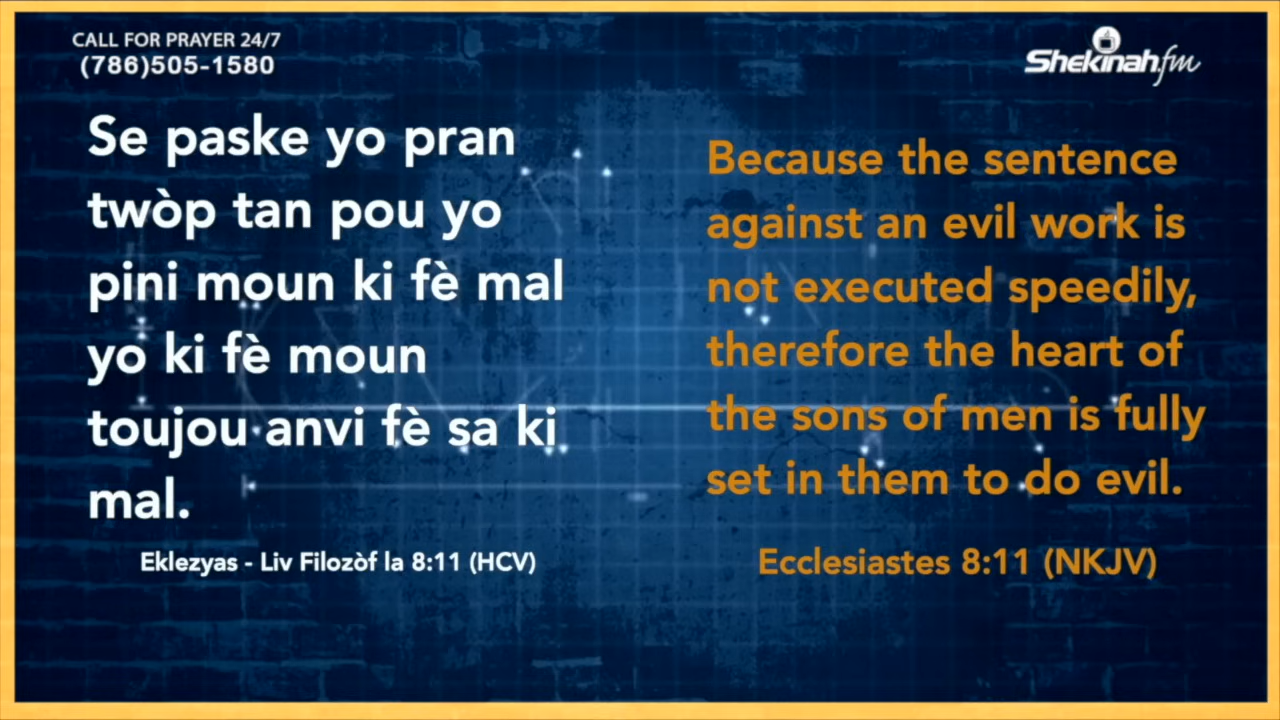 CALL FOR PRAYER 24/7
(786)505-1580
Shekinah.fm
Se paske yo pran
twòp tan pou yo
pini moun ki fè mal
yo ki fè moun
toujou anvi fè sa ki
mal.
Eklezyas - Liv Filozòf la 8:11 (HCV)
Because the sentence
against an evil work is
not executed speedily,
therefore the heart of
the sons of men is fully
set in them to do evil.
Ecclesiastes 8:11 (NKJV)